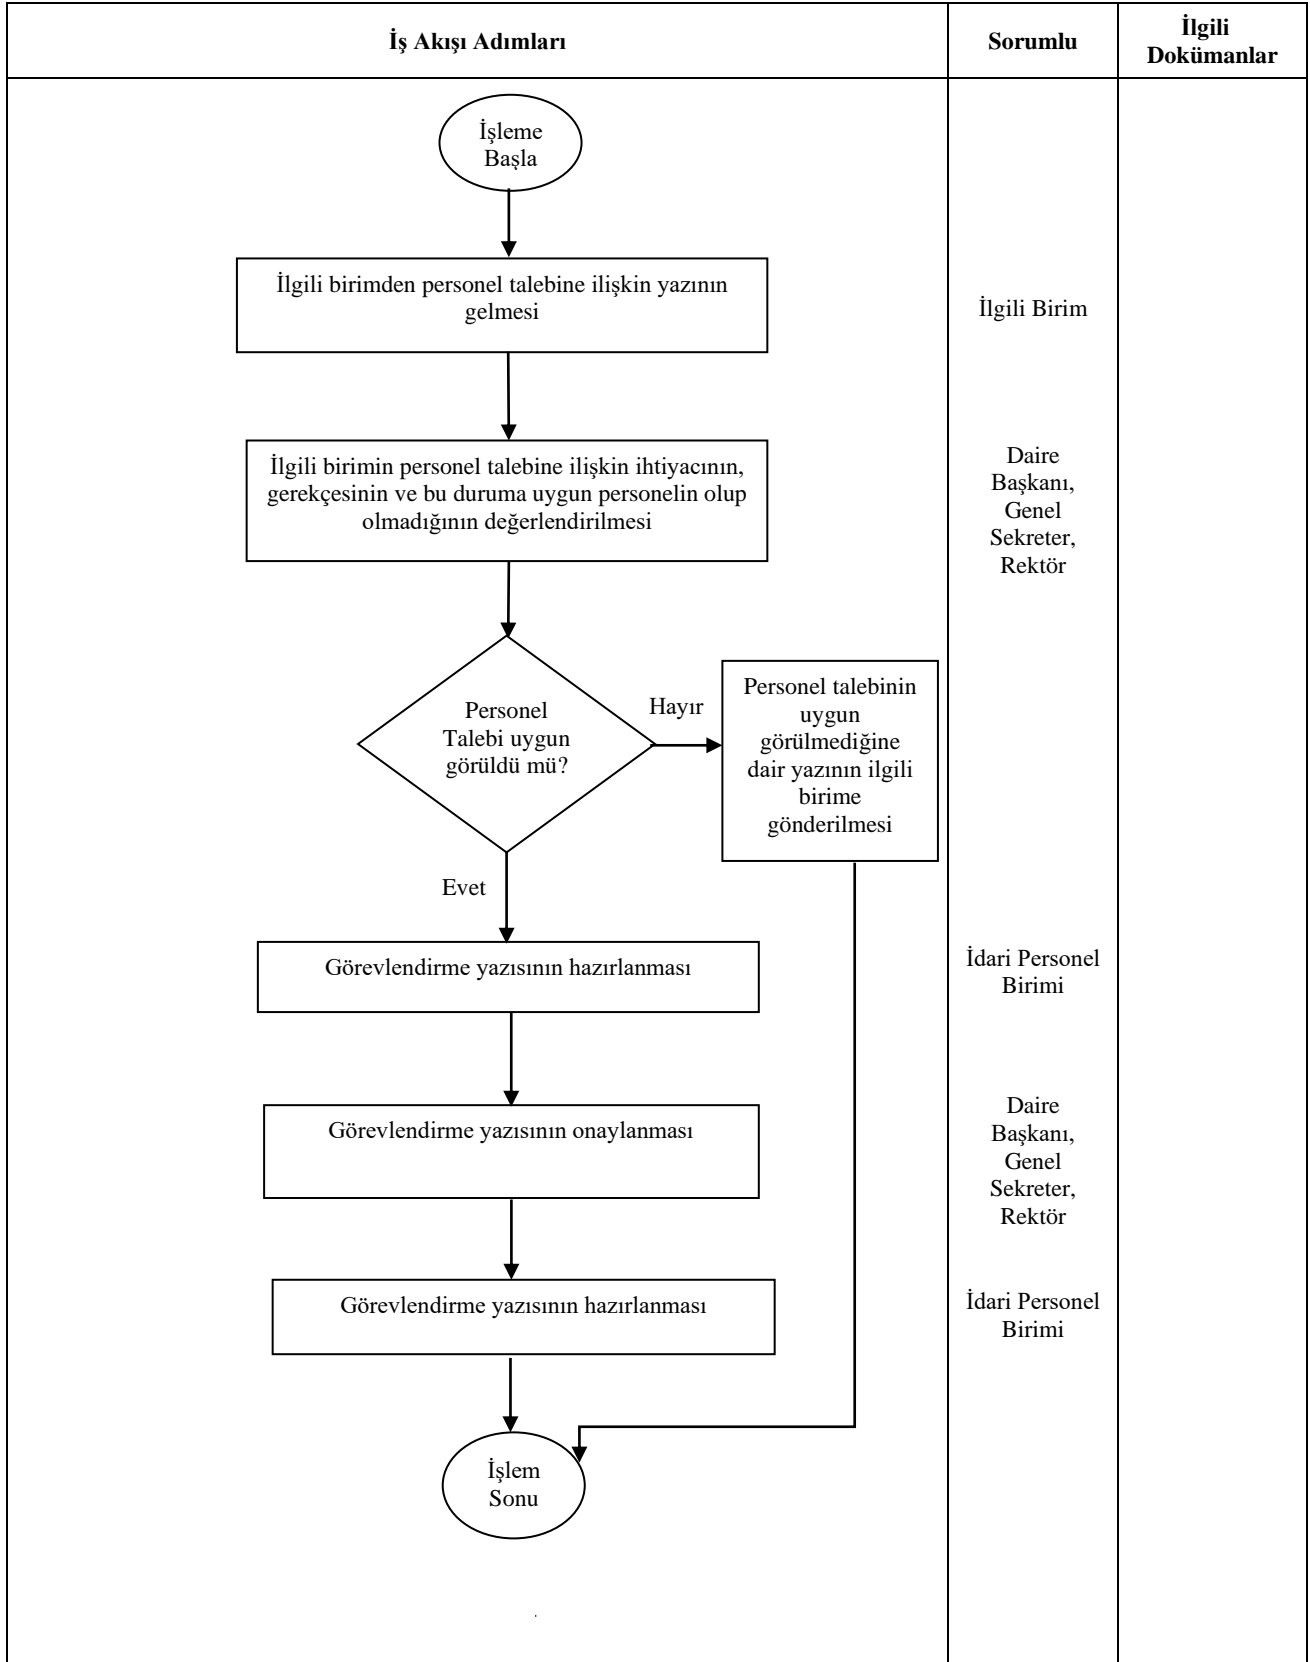 İş Akışı Adımları
Sorumlu
İlgili
Dokümanlar
İşleme
Başla
İlgili birimden personel talebine ilişkin yazının
gelmesi
İlgili Birim
İlgili birimin personel talebine ilişkin ihtiyacının,
gerekçesinin ve bu duruma uygun personelin olup
olmadığının değerlendirilmesi
Daire
Başkanı,
Genel
Sekreter,
Rektör
Personel
Talebi uygun
görüldü mü?
Hayır
Personel talebinin
uygun
görülmediğine
dair yazının ilgili
birime
gönderilmesi
Evet
Görevlendirme yazısının hazırlanması
İdari Personel
Birimi
Görevlendirme yazısının onaylanması
Daire
Başkanı,
Genel
Sekreter,
Rektör
Görevlendirme yazısının hazırlanması
İdari Personel
Birimi
İşlem
Sonu